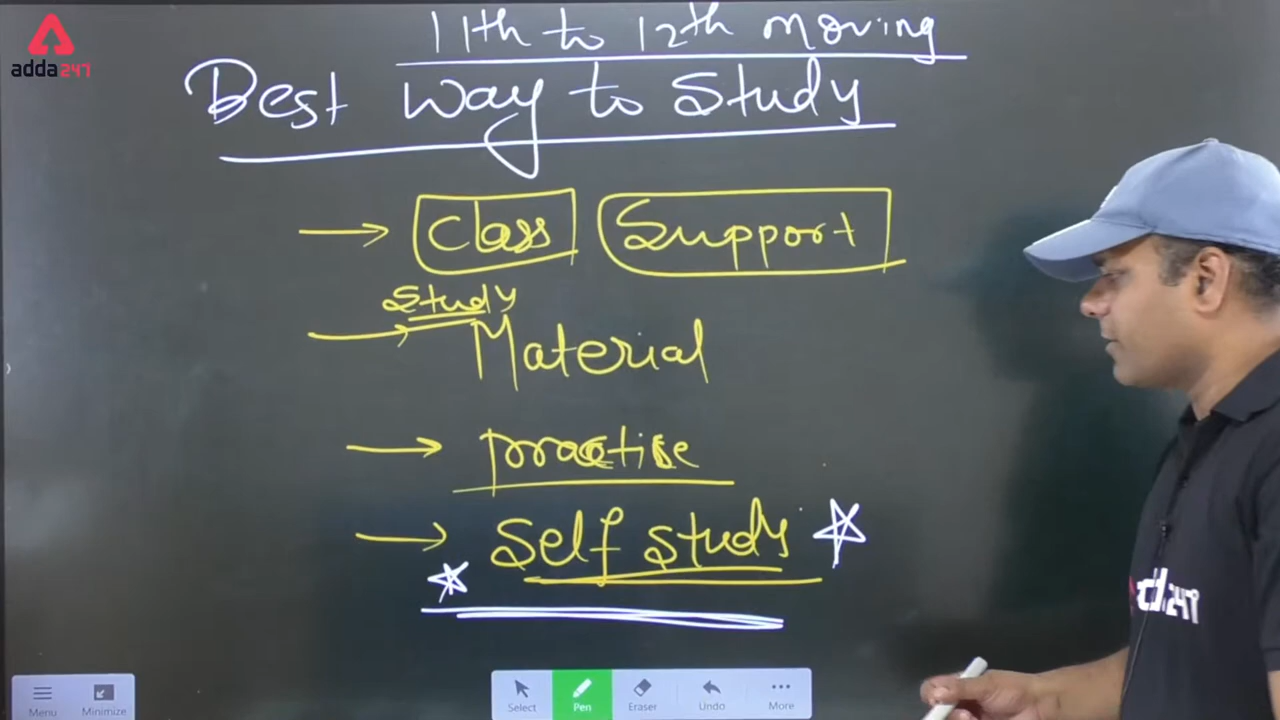 11th to 12th moving
adda247
Best way to Study
Class Support
Study
Material
practise
Self study
adda247
Menu Minimize Select Pen Eraser Undo More